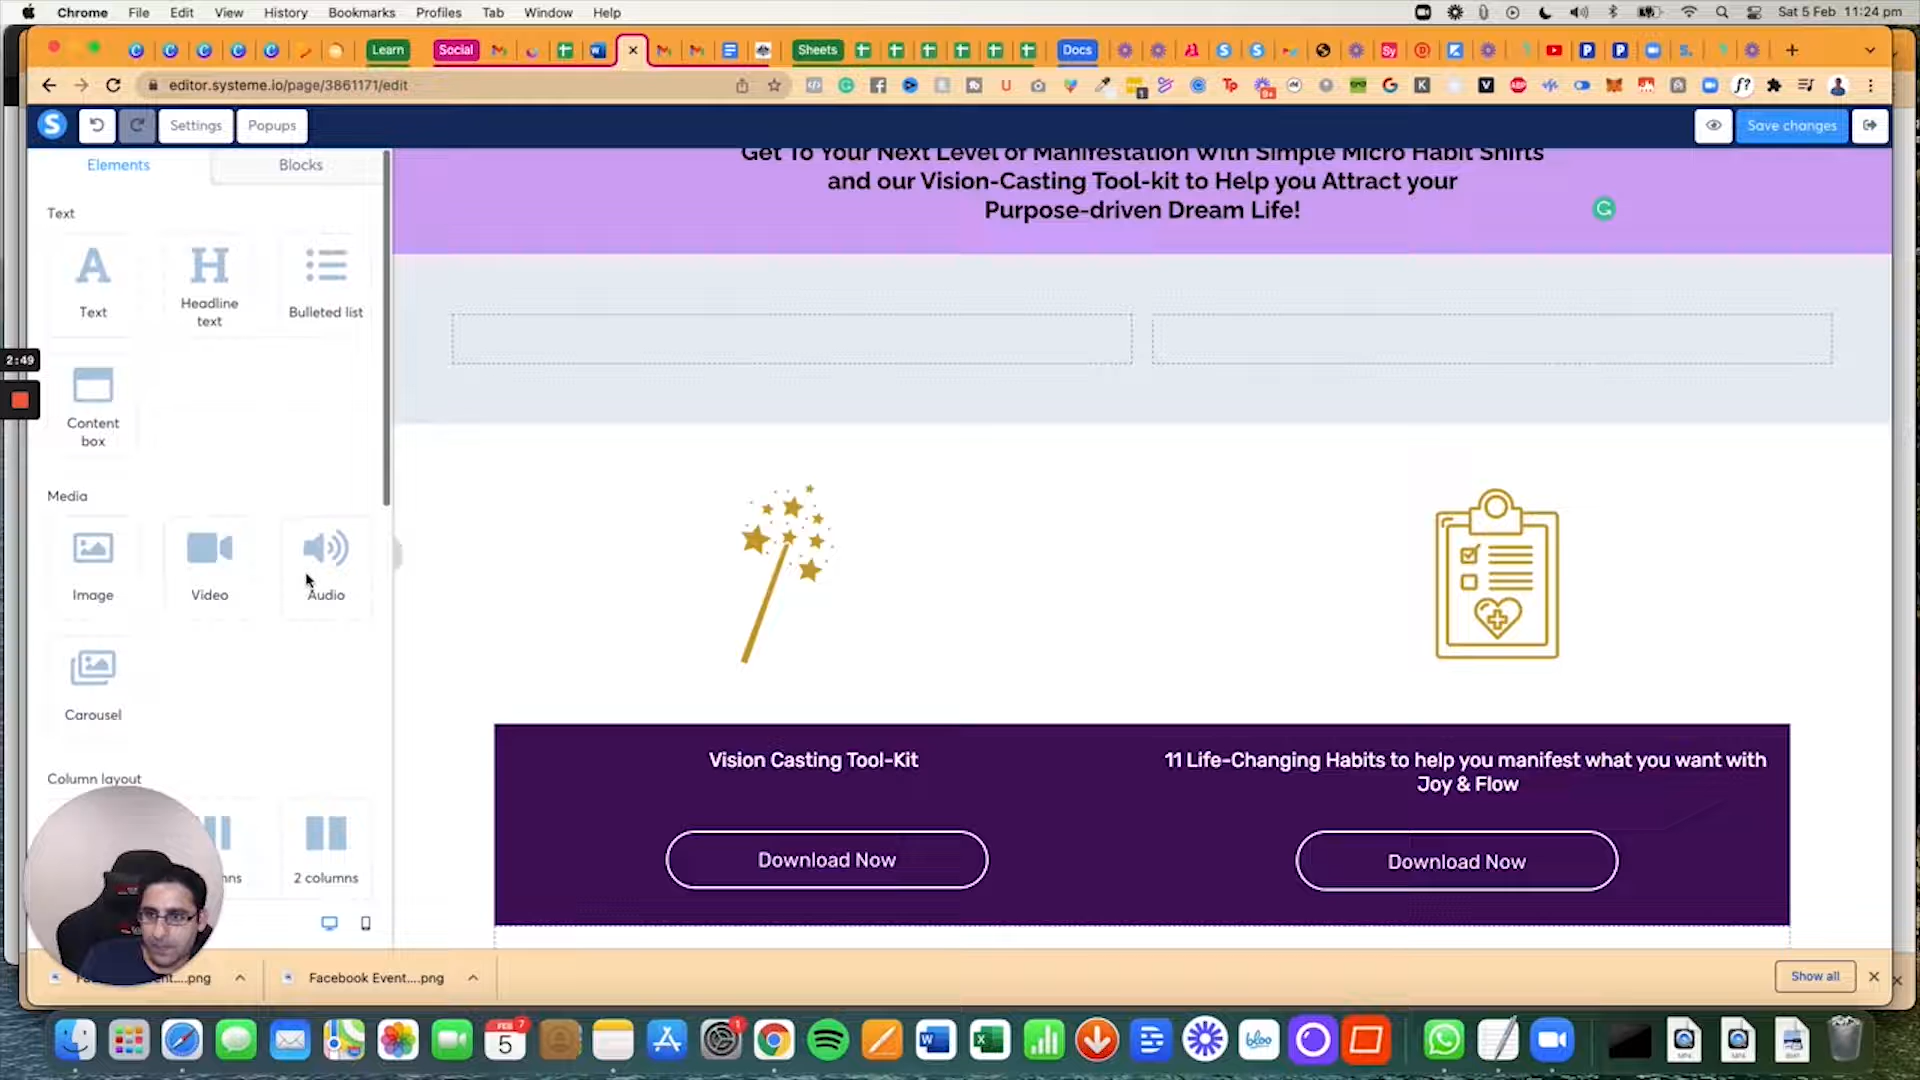 Chrome File Edit View History Bookmarks Profiles Tab Window Help
Sat 5 Feb 11:24 pm
Learn Social Sheets Docs
editor.systeme.io/page/3861171/edit
Settings Popups Save changes
Elements Blocks
Get To Your Next Level of Manifestation With Simple Micro Habit Shifts
and our Vision-Casting Tool-kit to Help you Attract your
Purpose-driven Dream Life!
Text
Text
Headline
text
Bulleted list
2:49
Content
box
Media
Image Video Audio
Carousel
Column layout
2 columns
Vision Casting Tool-Kit
11 Life-Changing Habits to help you manifest what you want with
Joy & Flow
Download Now
Download Now
Facebook Event....png
Show all
FEB
5
bloo